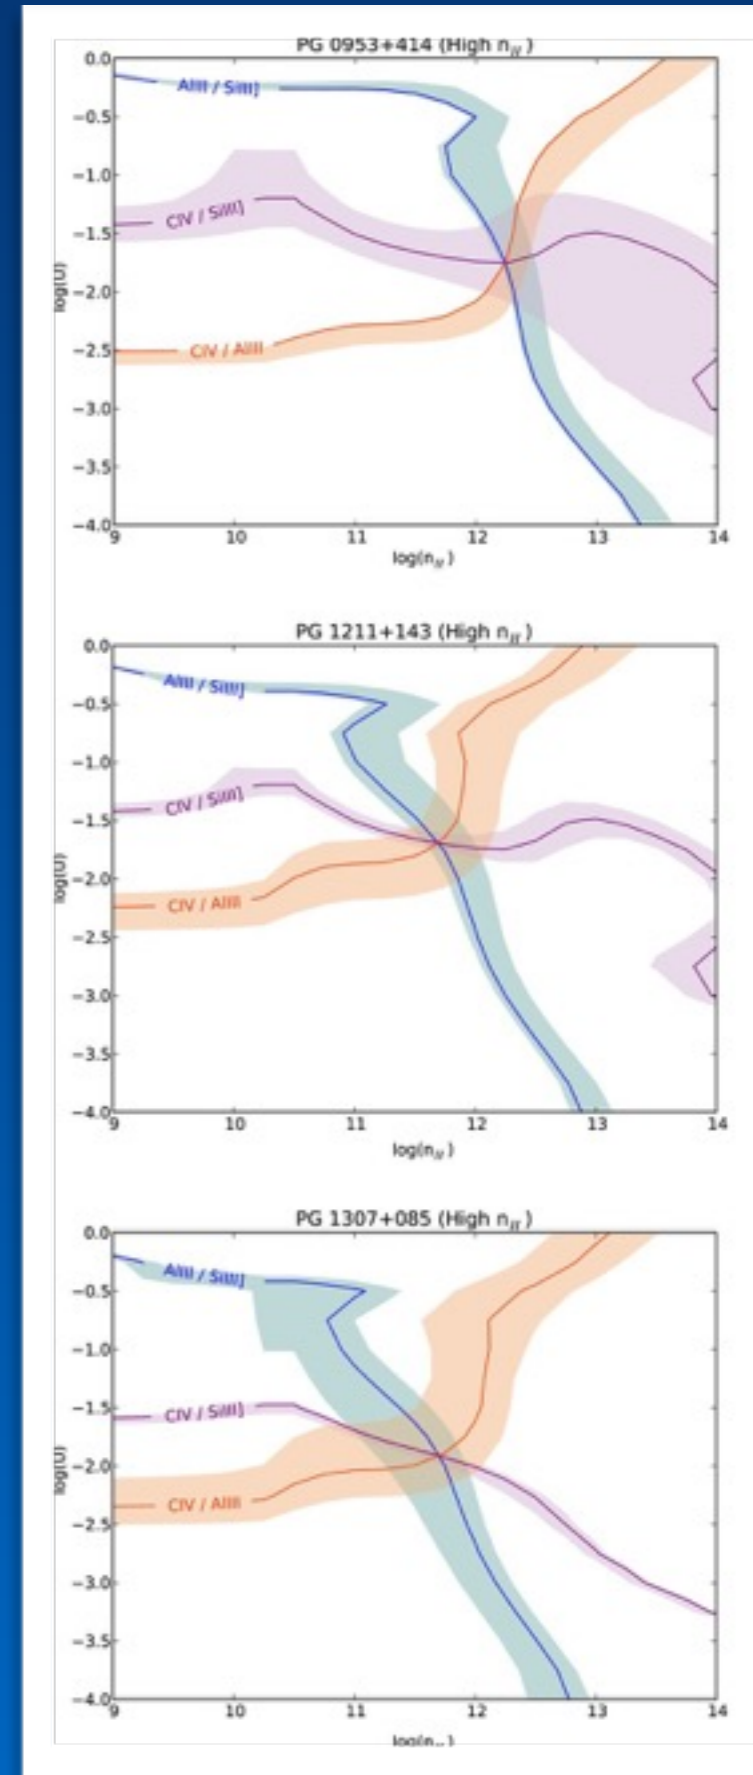 PG 0953+414 (High n_H)
0.0
AlIII / SiIII]
−0.5
−1.0
CIV / SiIII]
−1.5
log(U)
−2.0
CIV / AlIII
−2.5
−3.0
−3.5
−4.0
9 10 11 12 13 14
log(n_H)
PG 1211+143 (High n_H)
0.0
AlIII / SiIII]
−0.5
−1.0
CIV / SiIII]
−1.5
log(U)
−2.0
CIV / AlIII
−2.5
−3.0
−3.5
−4.0
9 10 11 12 13 14
log(n_H)
PG 1307+085 (High n_H)
0.0
AlIII / SiIII]
−0.5
−1.0
−1.5
CIV / SiIII]
log(U)
−2.0
CIV / AlIII
−2.5
−3.0
−3.5
−4.0
9 10 11 12 13 14